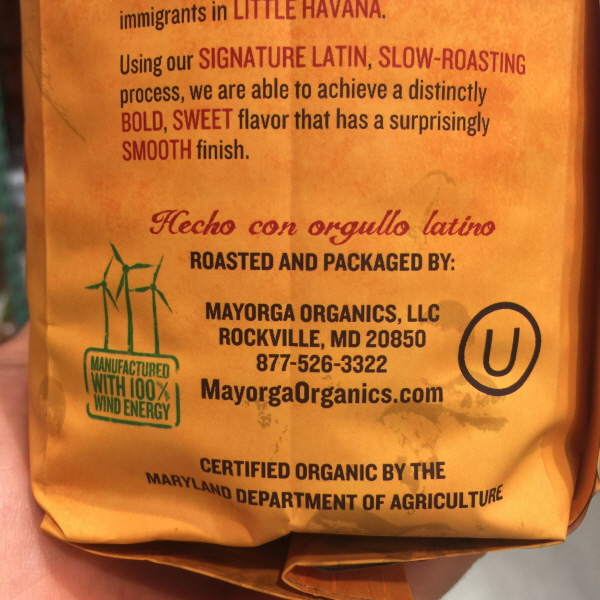 immigrants in LITTLE HAVANA.
Using our SIGNATURE LATIN, SLOW-ROASTING
process, we are able to achieve a distinctly
BOLD, SWEET flavor that has a surprisingly
SMOOTH finish.
Hecho con orgullo latino
ROASTED AND PACKAGED BY:
MAYORGA ORGANICS, LLC
ROCKVILLE, MD 20850
877-526-3322
MayorgaOrganics.com
MANUFACTURED
WITH 100%
WIND ENERGY
U
CERTIFIED ORGANIC BY THE
MARYLAND DEPARTMENT OF AGRICULTURE